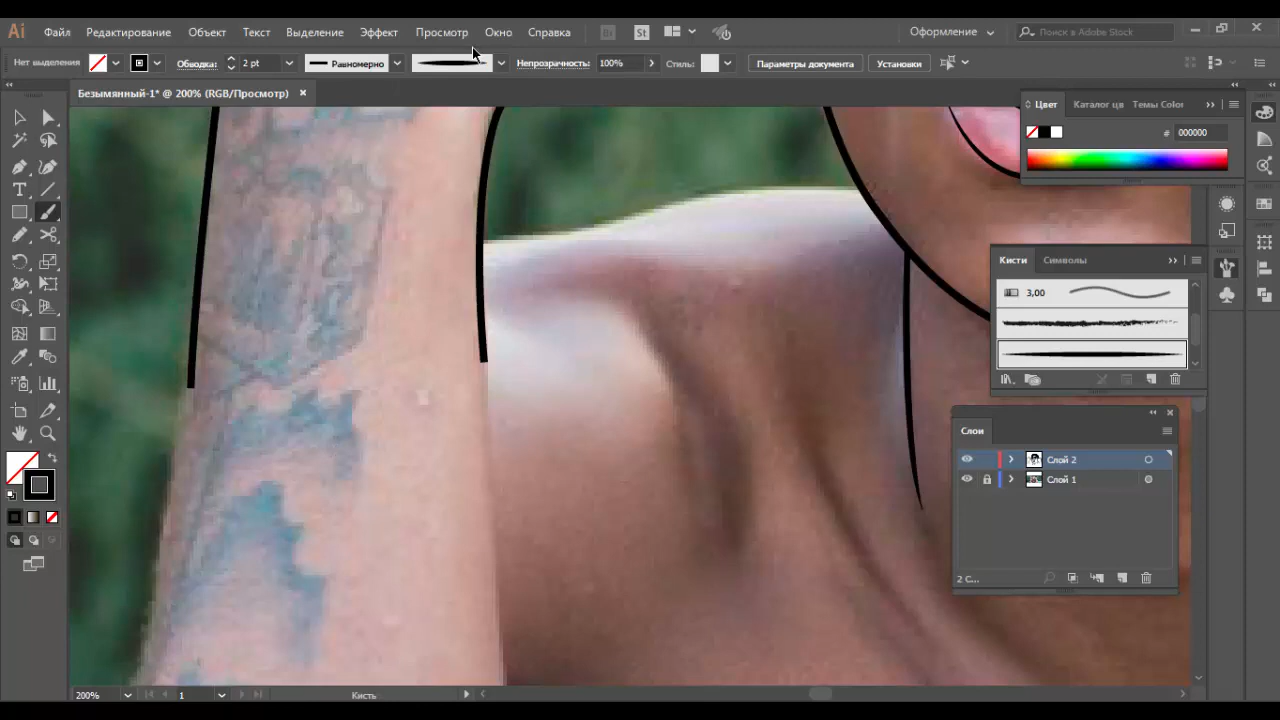 Ai Файл Редактирование Объект Текст Выделение Эффект Просмотр Окно Справка Br St Оформление Поиск в Adobe Stock
Нет выделения Обводка: 2 pt Равномерно Непрозрачность: 100% Стиль: Параметры документа Установки
Безымянный-1* @ 200% (RGB/Просмотр)
Цвет Каталог цв Темы Color
# 000000
Кисти Символы
3,00
Слои
Слой 2
Слой 1
2 С...
200% 1 Кисть